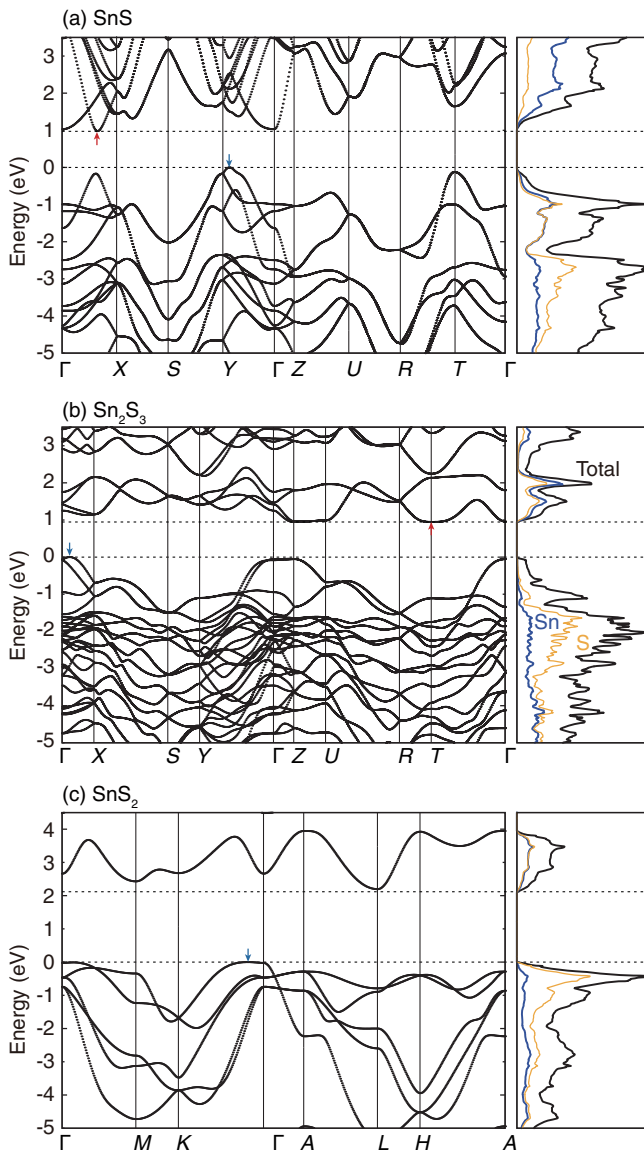 (a) SnS
3
2
1
0
-1
-2
-3
-4
-5
Energy (eV)
Γ X S Y Γ Z U R T Γ
(b) Sn₂S₃
3
2
1
0
-1
-2
-3
-4
-5
Energy (eV)
Total
Sn
S
Γ X S Y Γ Z U R T Γ
(c) SnS₂
4
3
2
1
0
-1
-2
-3
-4
-5
Energy (eV)
Γ M K Γ A L H A